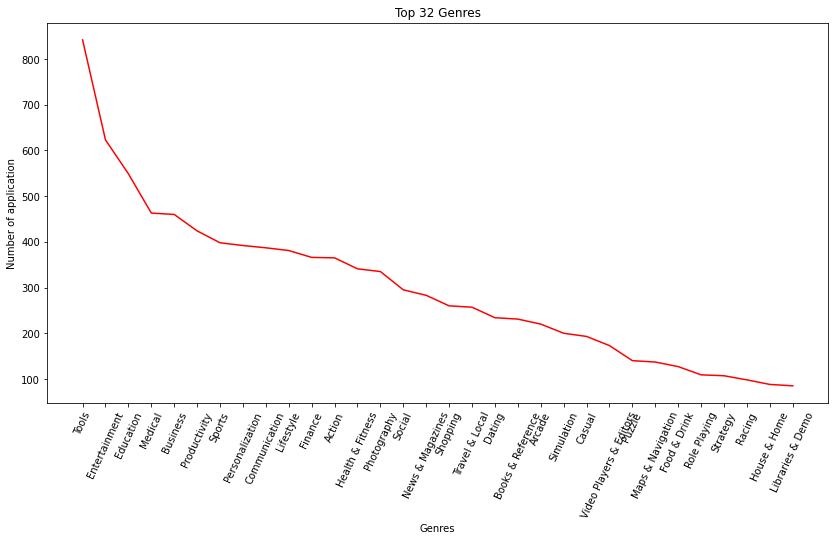 Top 32 Genres
Number of application
800
700
600
500
400
300
200
100
Tools
Entertainment
Education
Medical
Business
Productivity
Sports
Personalization
Communication
Lifestyle
Finance
Action
Health & Fitness
Photography
Social
News & Magazines
Shopping
Travel & Local
Dating
Books & Reference
Arcade
Simulation
Casual
Video Players & Editors
Puzzle
Maps & Navigation
Food & Drink
Role Playing
Strategy
Racing
House & Home
Libraries & Demo
Genres